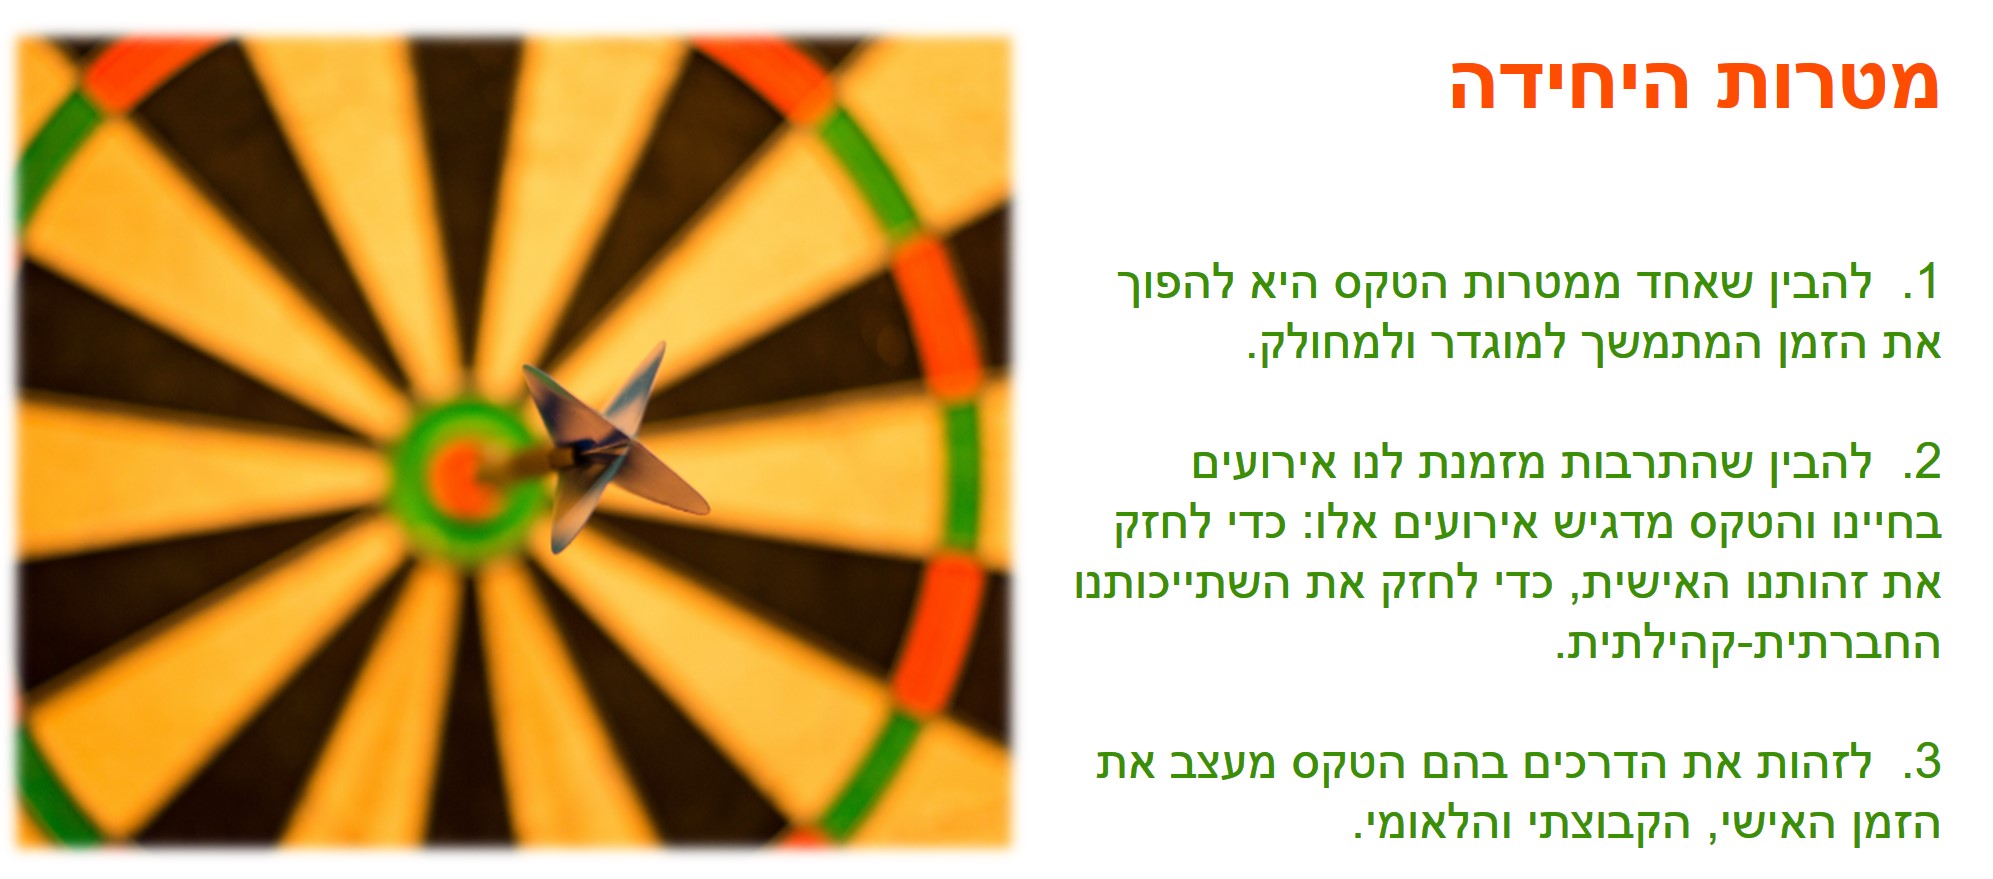 מטרות היחידה
1. להבין שאחד ממטרות הטקס היא להפוך
את הזמן המתמשך למוגדר ולמחולק.
2. להבין שהתרבות מזמנת לנו אירועים
בחיינו והטקס מדגיש אירועים אלו: כדי לחזק
את זהותנו האישית, כדי לחזק את השתייכותנו
החברתית-קהילתית.
3. לזהות את הדרכים בהם הטקס מעצב את
הזמן האישי, הקבוצתי והלאומי.